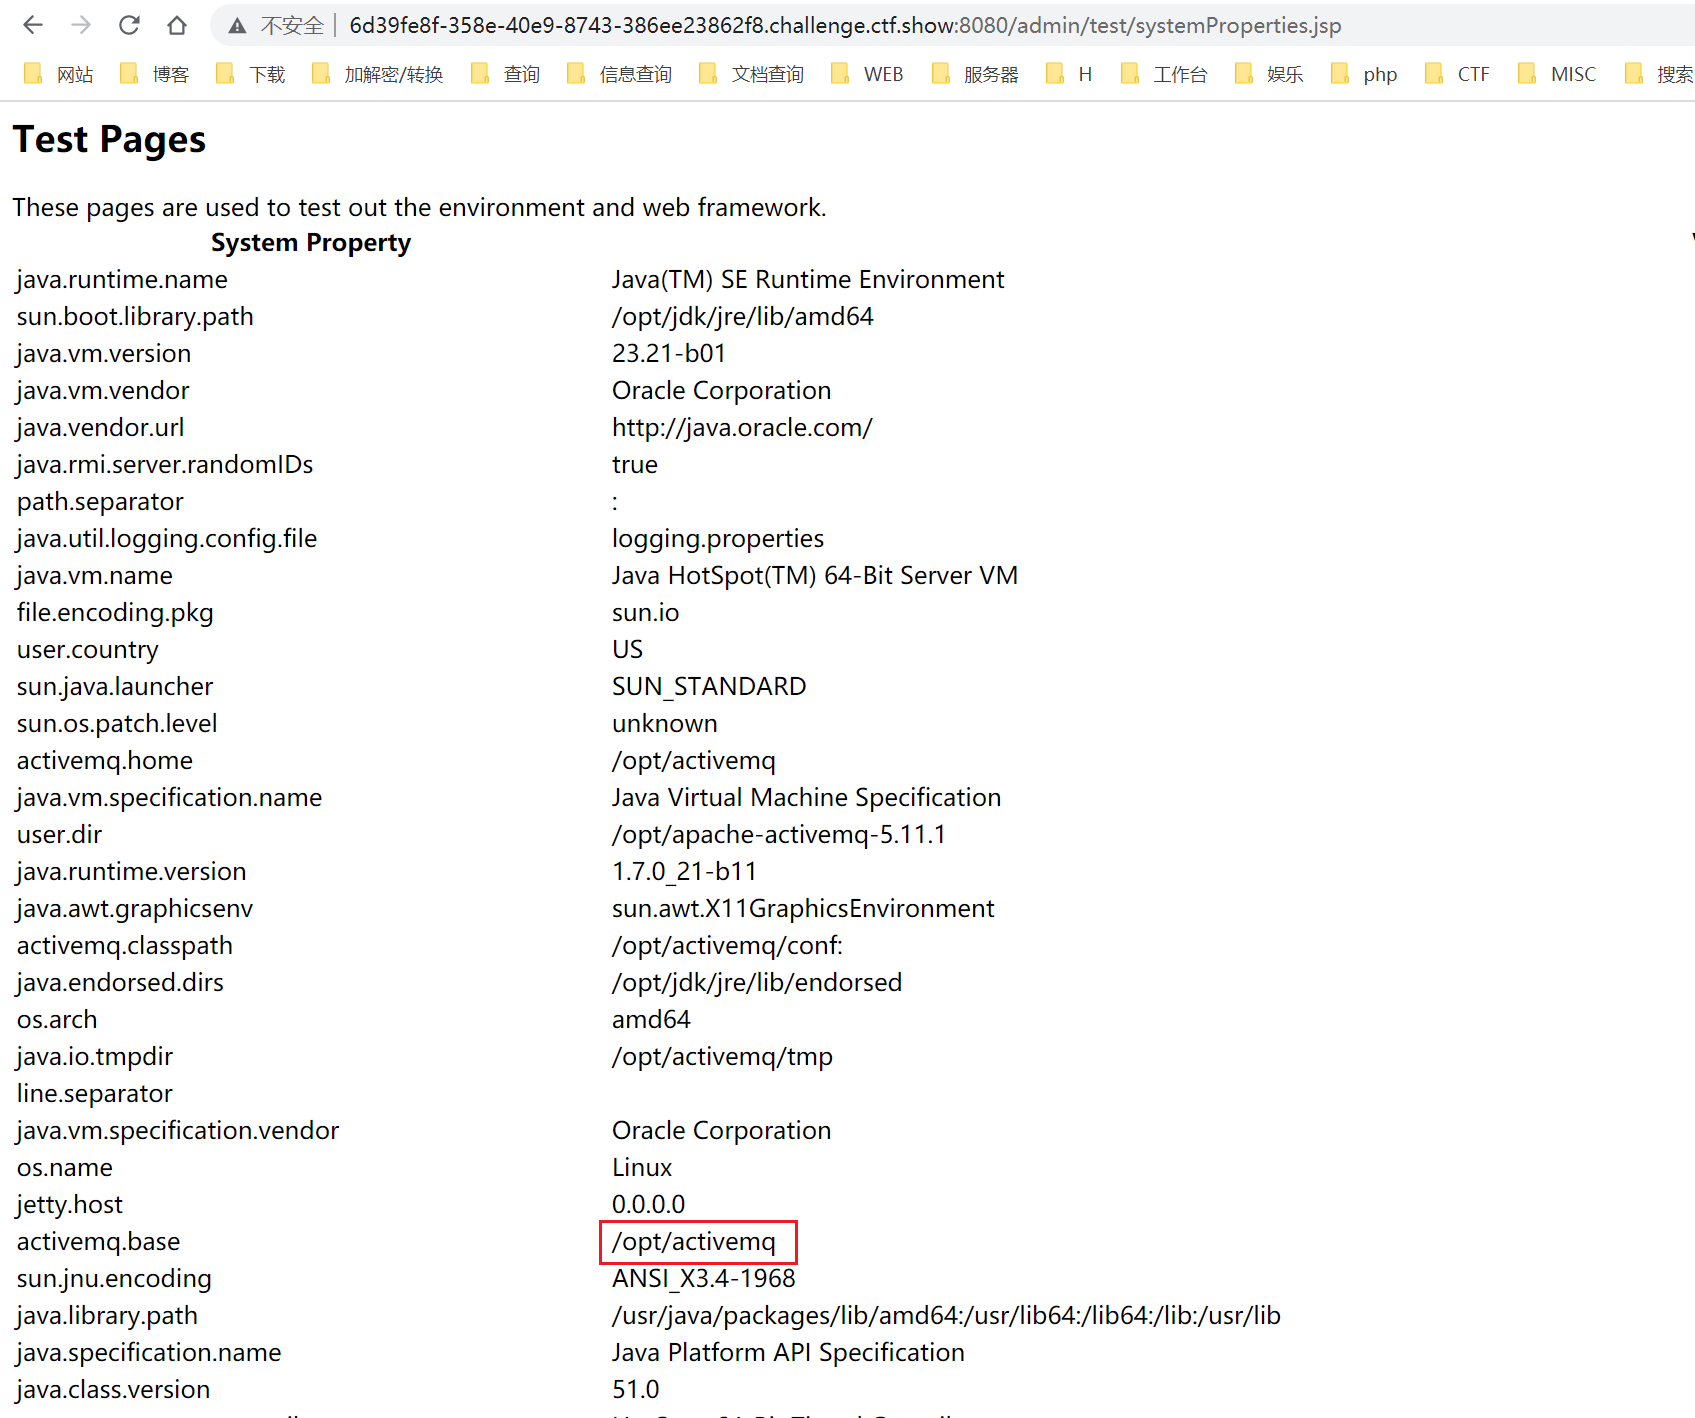 不安全 | 6d39fe8f-358e-40e9-8743-386ee23862f8.challenge.ctf.show:8080/admin/test/systemProperties.jsp
网站 博客 下载 加解密/转换 查询 信息查询 文档查询 WEB 服务器 H 工作台 娱乐 php CTF MISC 搜索
Test Pages
These pages are used to test out the environment and web framework.
System Property
java.runtime.name Java(TM) SE Runtime Environment
sun.boot.library.path /opt/jdk/jre/lib/amd64
java.vm.version 23.21-b01
java.vm.vendor Oracle Corporation
java.vendor.url http://java.oracle.com/
java.rmi.server.randomIDs true
path.separator :
java.util.logging.config.file logging.properties
java.vm.name Java HotSpot(TM) 64-Bit Server VM
file.encoding.pkg sun.io
user.country US
sun.java.launcher SUN_STANDARD
sun.os.patch.level unknown
activemq.home /opt/activemq
java.vm.specification.name Java Virtual Machine Specification
user.dir /opt/apache-activemq-5.11.1
java.runtime.version 1.7.0_21-b11
java.awt.graphicsenv sun.awt.X11GraphicsEnvironment
activemq.classpath /opt/activemq/conf:
java.endorsed.dirs /opt/jdk/jre/lib/endorsed
os.arch amd64
java.io.tmpdir /opt/activemq/tmp
line.separator
java.vm.specification.vendor Oracle Corporation
os.name Linux
jetty.host 0.0.0.0
activemq.base /opt/activemq
sun.jnu.encoding ANSI_X3.4-1968
java.library.path /usr/java/packages/lib/amd64:/usr/lib64:/lib64:/lib:/usr/lib
java.specification.name Java Platform API Specification
java.class.version 51.0